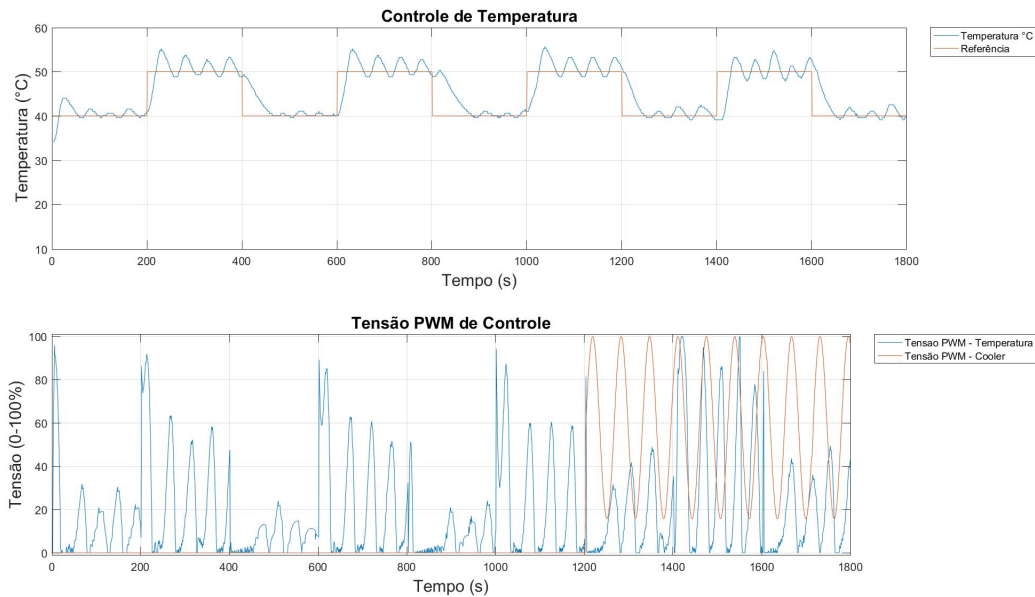 Controle de Temperatura
60
50
40
30
20
10
Temperatura (°C)
0 200 400 600 800 1000 1200 1400 1600 1800
Tempo (s)
Temperatura °C
Referência
Tensão PWM de Controle
100
80
60
40
20
0
Tensão (0-100%)
0 200 400 600 800 1000 1200 1400 1600 1800
Tempo (s)
Tensao PWM - Temperatura
Tensão PWM - Cooler